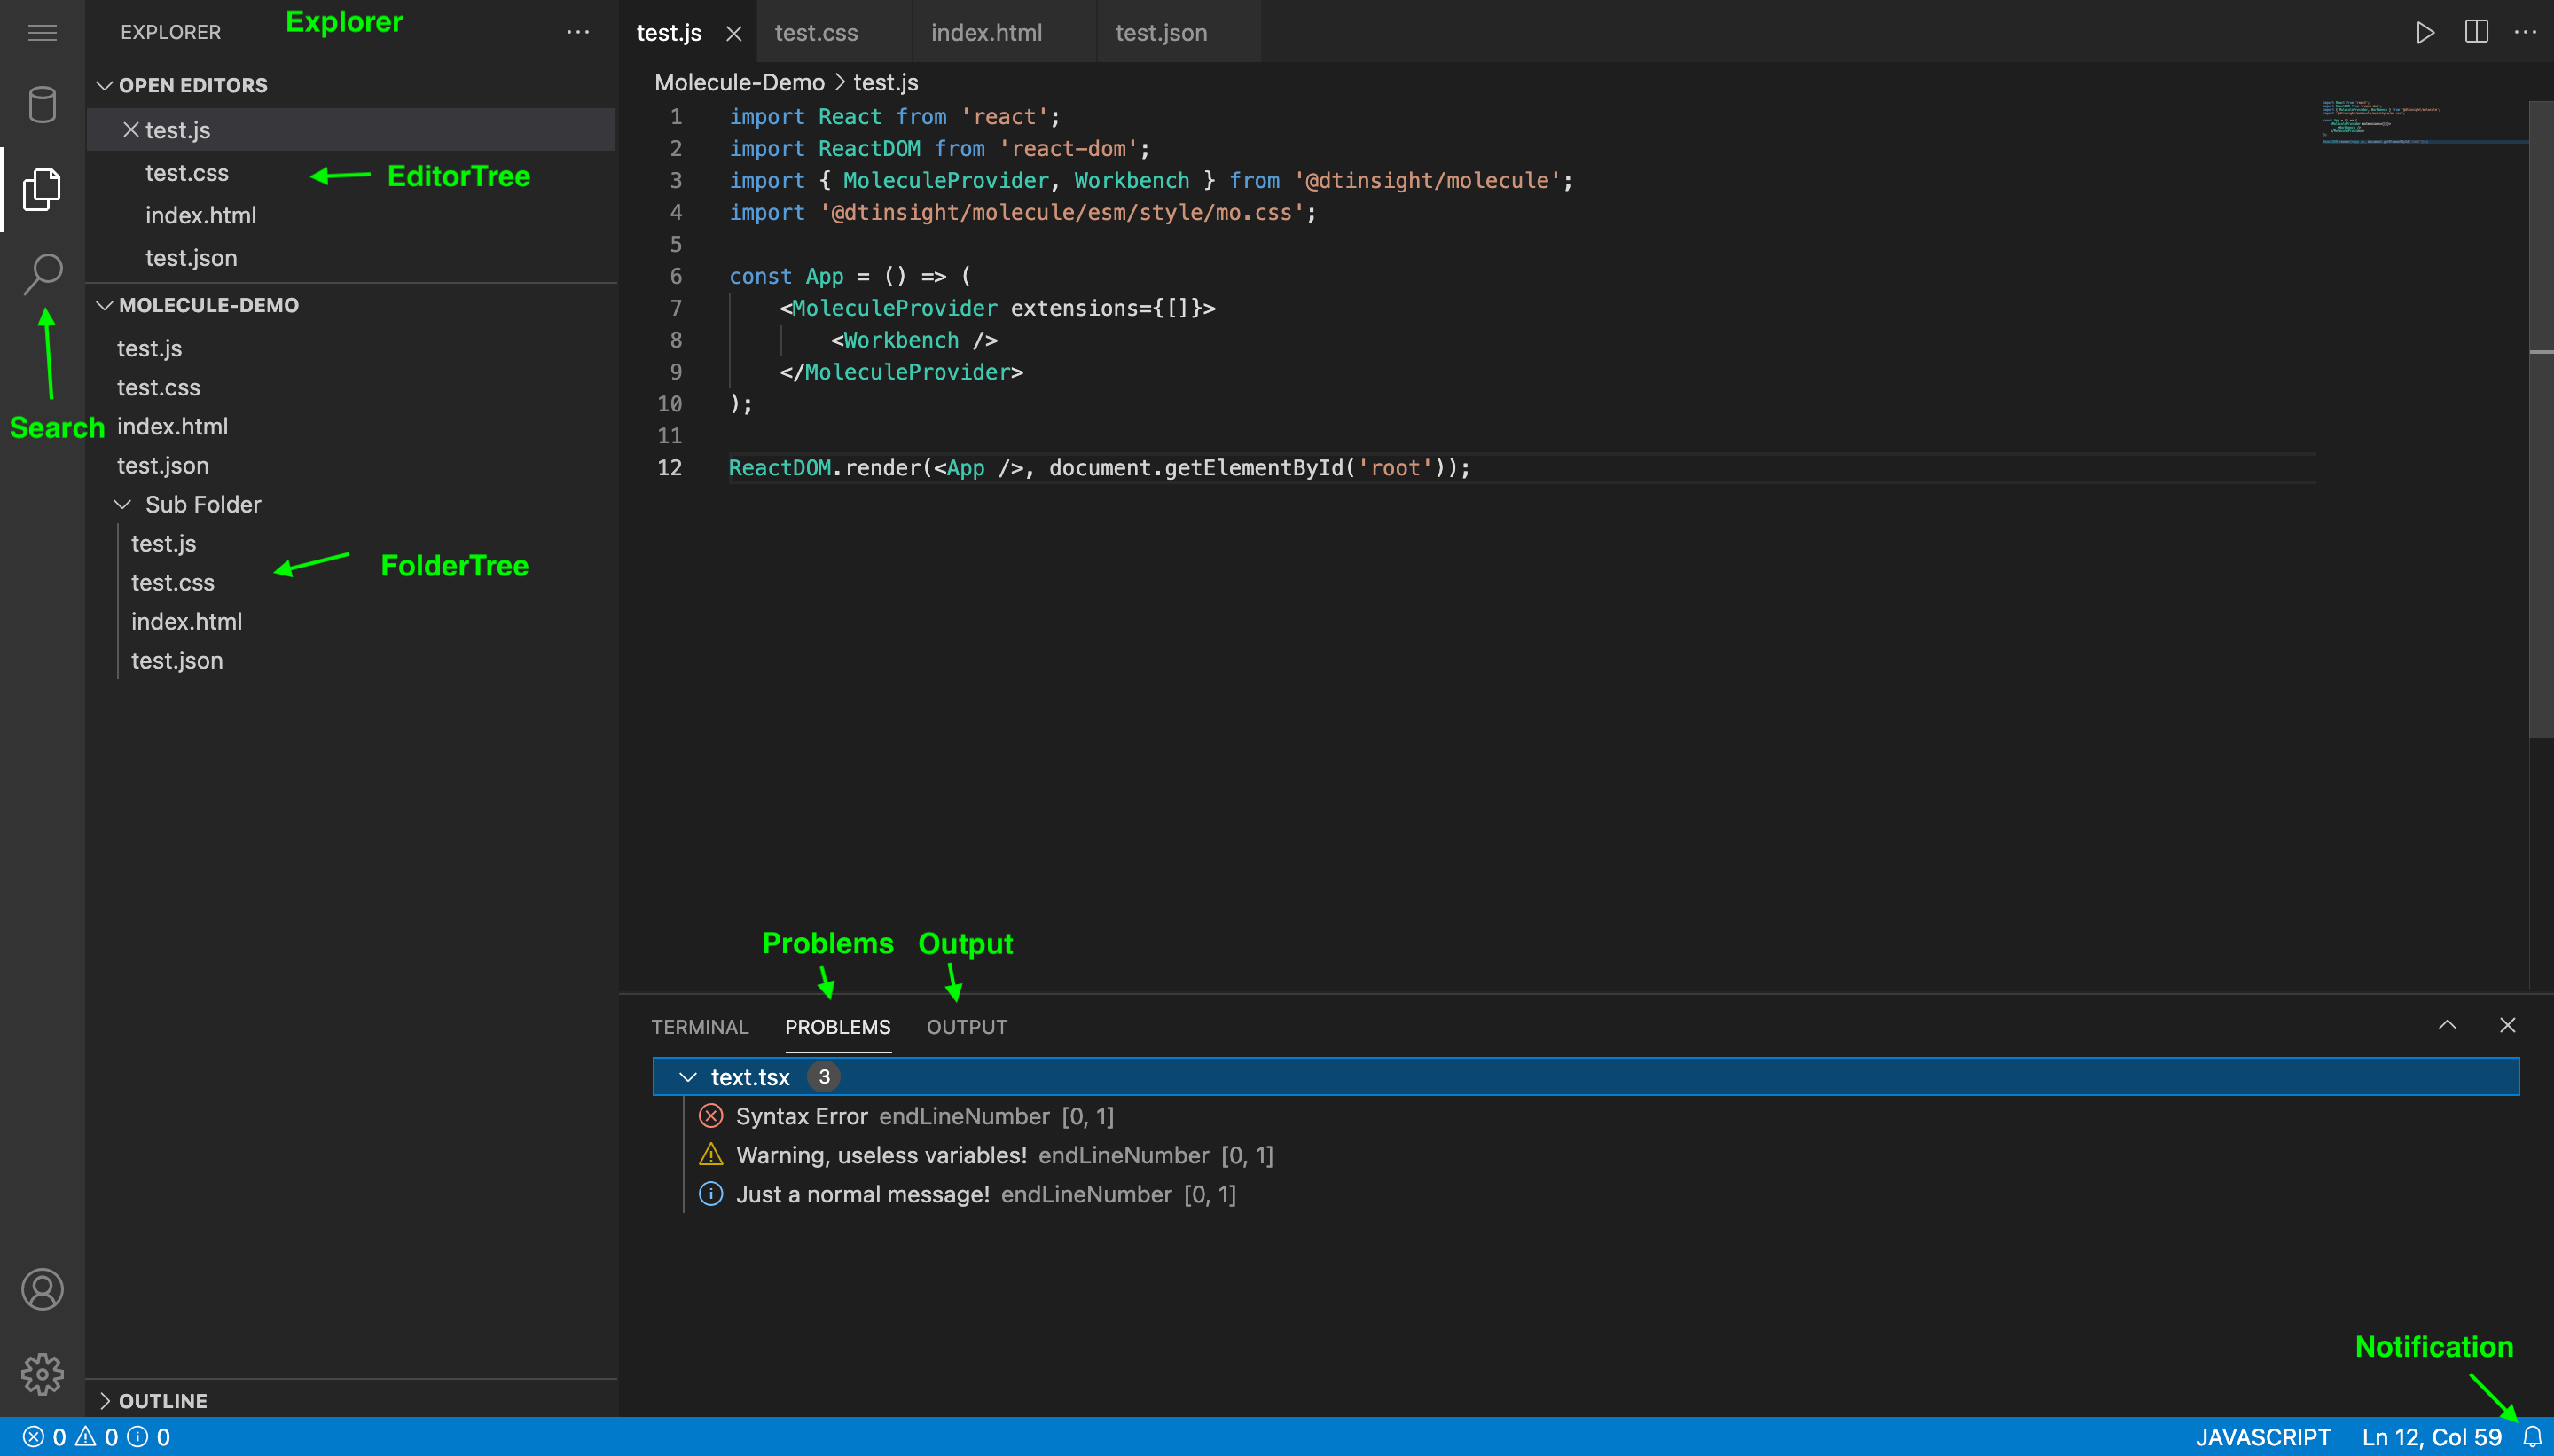 EXPLORER
Explorer
OPEN EDITORS
test.js
test.css
EditorTree
index.html
test.json
MOLECULE-DEMO
test.js
test.css
Search
index.html
test.json
Sub Folder
test.js
FolderTree
test.css
index.html
test.json
OUTLINE
test.js test.css index.html test.json
Molecule-Demo > test.js
1 import React from 'react';
2 import ReactDOM from 'react-dom';
3 import { MoleculeProvider, Workbench } from '@dtinsight/molecule';
4 import '@dtinsight/molecule/esm/style/mo.css';
5
6 const App = () => (
7 <MoleculeProvider extensions={[]}>
8 <Workbench />
9 </MoleculeProvider>
10 );
11
12 ReactDOM.render(<App />, document.getElementById('root'));
Problems Output
TERMINAL PROBLEMS OUTPUT
text.tsx 3
Syntax Error endLineNumber [0, 1]
Warning, useless variables! endLineNumber [0, 1]
Just a normal message! endLineNumber [0, 1]
Notification
0 0 0
JAVASCRIPT Ln 12, Col 59